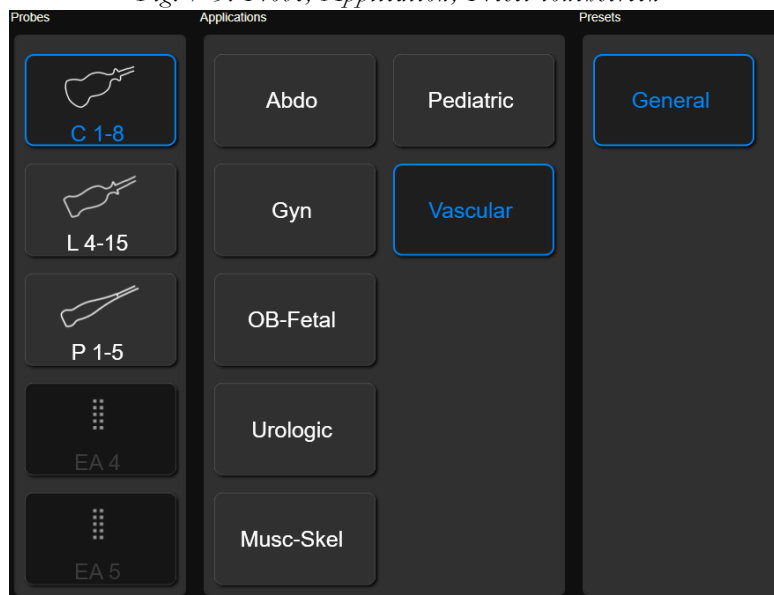 Probes
Applications
Presets
C 1-8
L 4-15
P 1-5
EA 4
EA 5
Abdo
Pediatric
Gyn
Vascular
OB-Fetal
Urologic
Musc-Skel
General